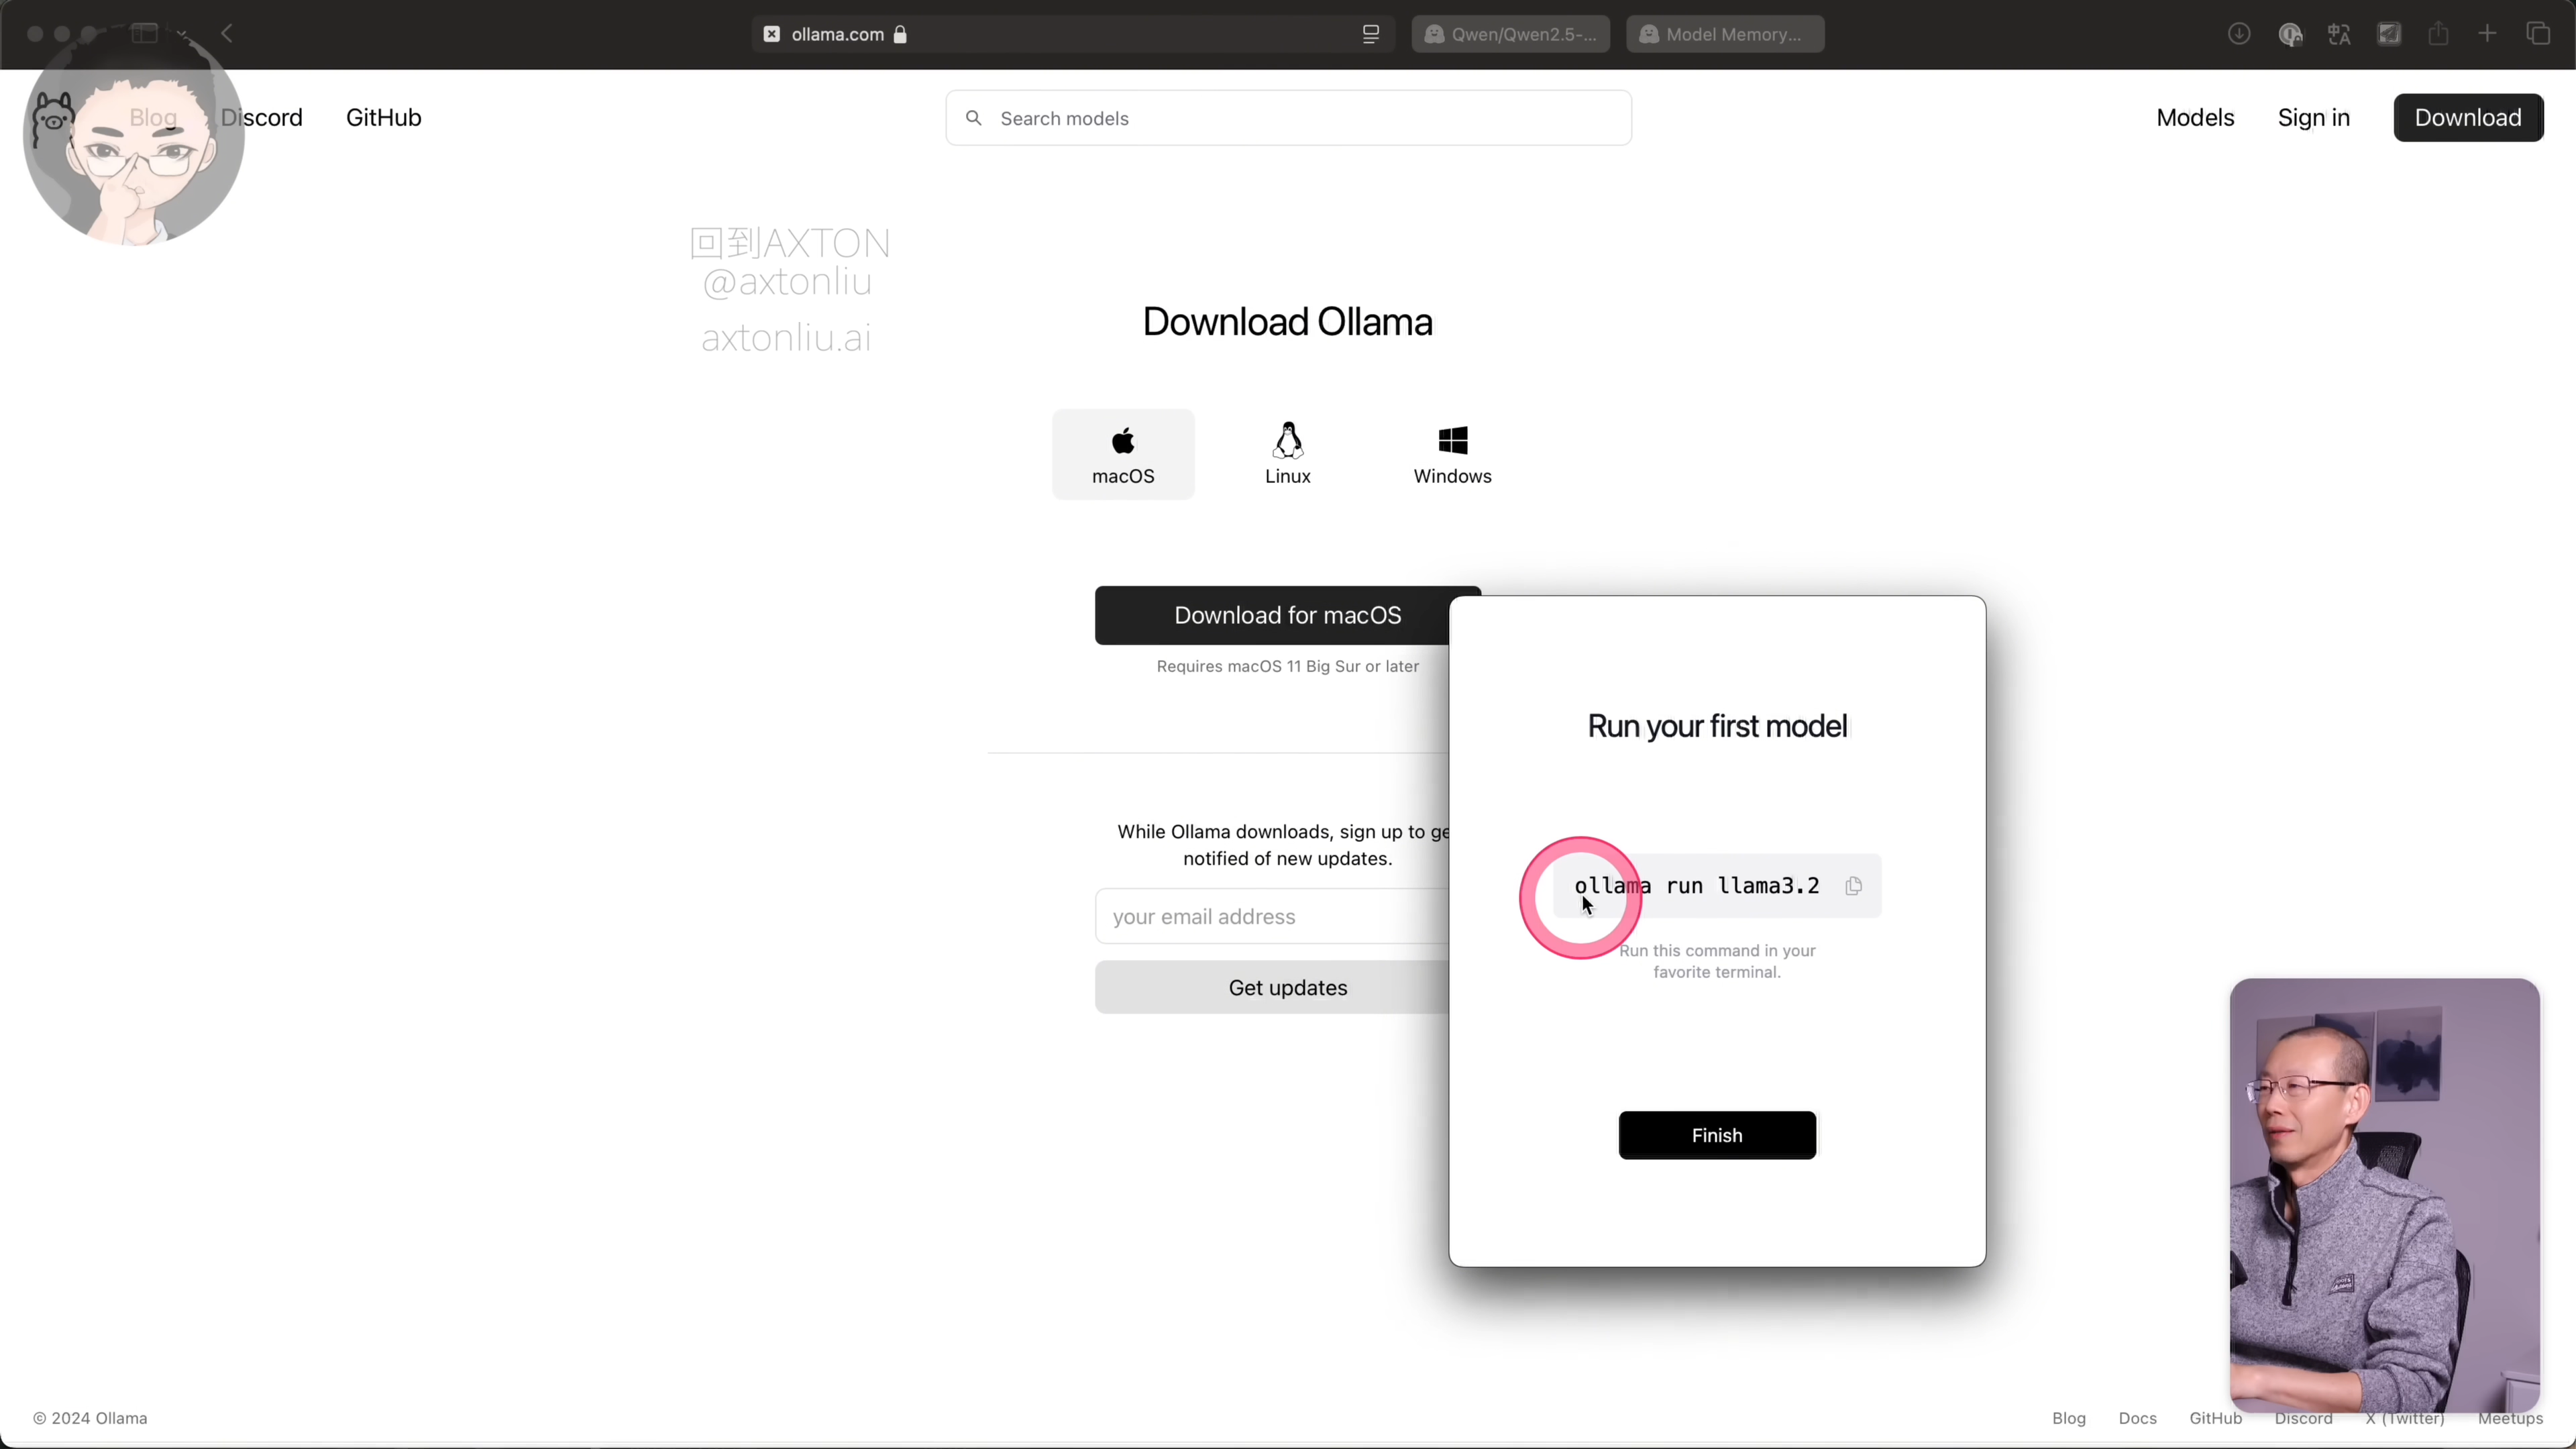 ollama.com
Qwen/Qwen2.5-...
Model Memory...
Blog
Discord
GitHub
Search models
Models
Sign in
Download
回到AXTON
@axtonliu
axtonliu.ai
Download Ollama
macOS
Linux
Windows
Download for macOS
Requires macOS 11 Big Sur or later
While Ollama downloads, sign up to ge
notified of new updates.
your email address
Get updates
Run your first model
ollama run llama3.2
Run this command in your
favorite terminal.
Finish
© 2024 Ollama
Blog
Docs
GitHub
Discord
X (Twitter)
Meetups